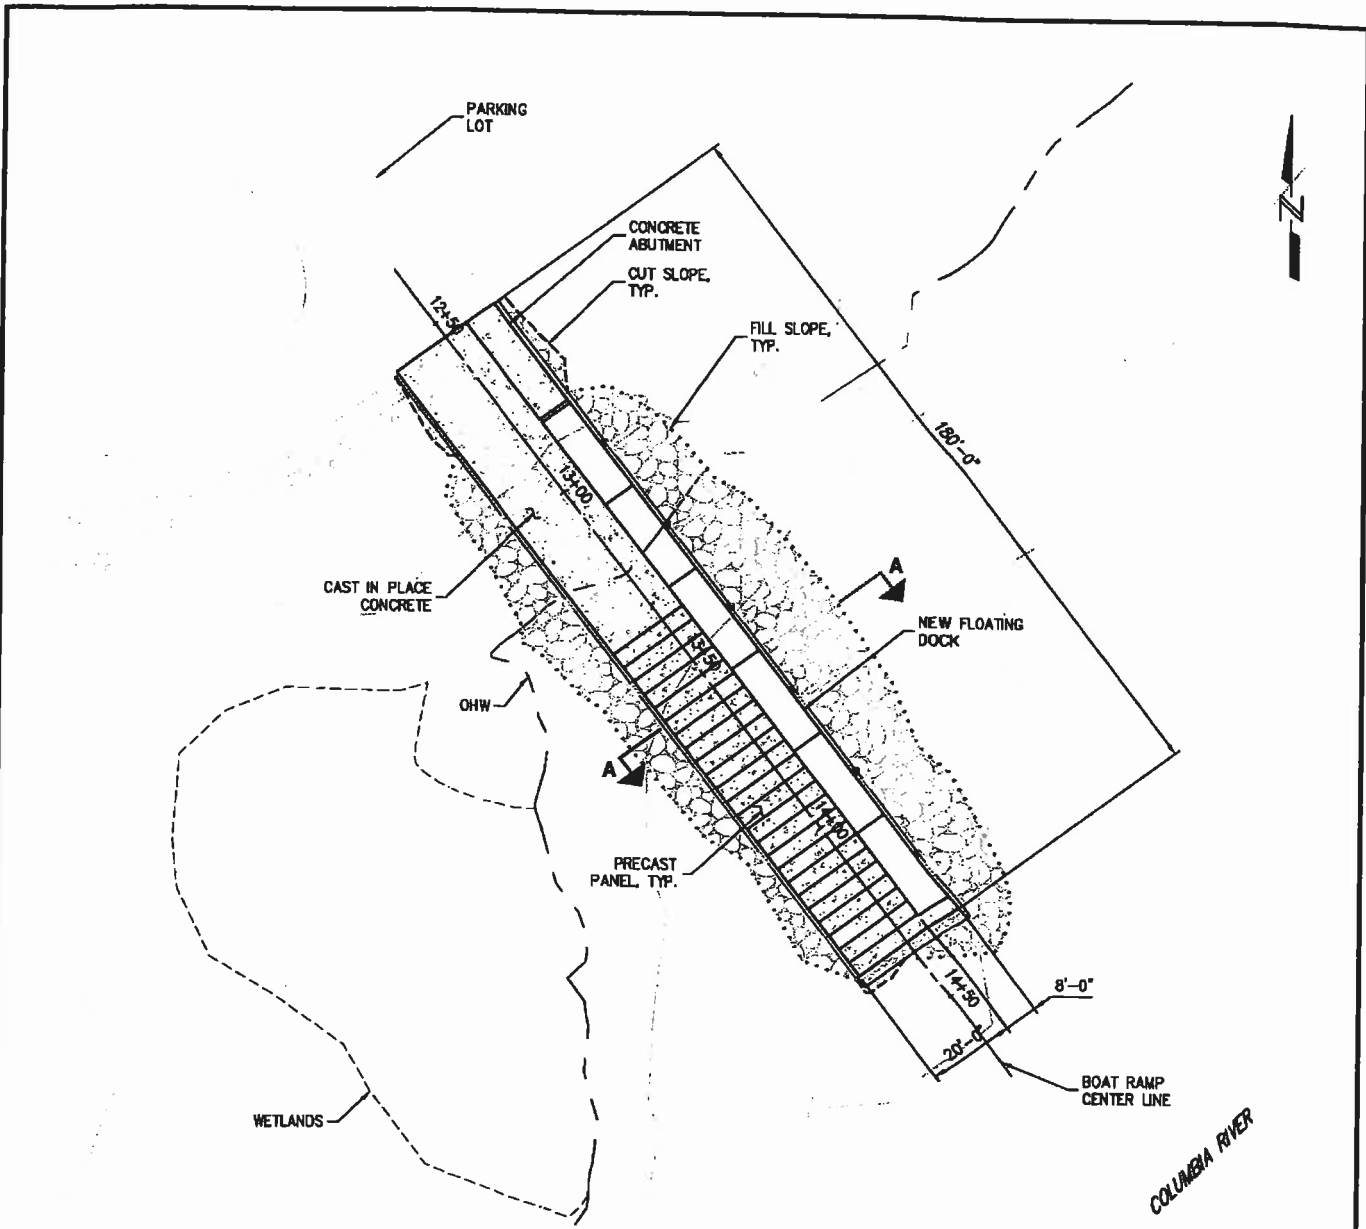 PARKING
LOT
CONCRETE
ABUTMENT
CUT SLOPE,
TYP.
12+50
FILL SLOPE,
TYP.
180'-0"
13+00
A
CAST IN PLACE
CONCRETE
NEW FLOATING
DOCK
13+50
OHW
A
14+00
PRECAST
PANEL, TYP.
14+50
8'-0"
20'-0"
BOAT RAMP
CENTER LINE
WETLANDS
COLUMBIA RIVER
N